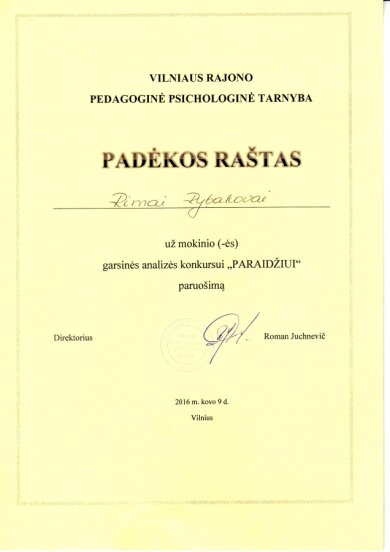 VILNIAUS RAJONO
PEDAGOGINĖ PSICHOLOGINĖ TARNYBA
PADĖKOS RAŠTAS
Rimai Rybakovai
už mokinio (-ės)
garsinės analizės konkursui „PARAIDŽIUI“
paruošimą
Direktorius
Roman Juchnevič
2016 m. kovo 9 d.
Vilnius